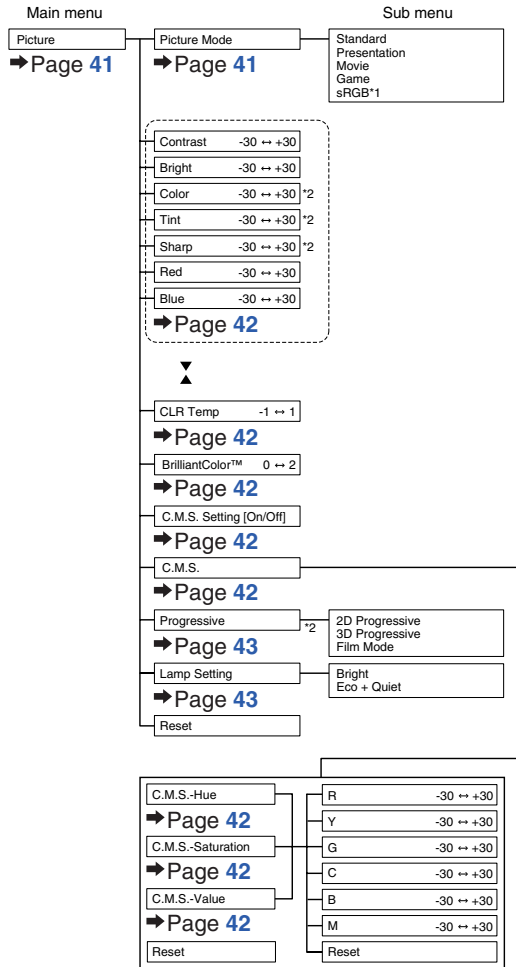 Main menu
Sub menu
Picture
➡Page 41
Picture Mode
➡Page 41
Standard
Presentation
Movie
Game
sRGB*1
Contrast -30 ↔ +30
Bright -30 ↔ +30
Color -30 ↔ +30 *2
Tint -30 ↔ +30 *2
Sharp -30 ↔ +30 *2
Red -30 ↔ +30
Blue -30 ↔ +30
➡Page 42
CLR Temp -1 ↔ 1
➡Page 42
BrilliantColor™ 0 ↔ 2
➡Page 42
C.M.S. Setting [On/Off]
➡Page 42
C.M.S.
➡Page 42
Progressive *2
➡Page 43
2D Progressive
3D Progressive
Film Mode
Lamp Setting
➡Page 43
Bright
Eco + Quiet
Reset
C.M.S.-Hue
➡Page 42
C.M.S.-Saturation
➡Page 42
C.M.S.-Value
➡Page 42
Reset
R -30 ↔ +30
Y -30 ↔ +30
G -30 ↔ +30
C -30 ↔ +30
B -30 ↔ +30
M -30 ↔ +30
Reset